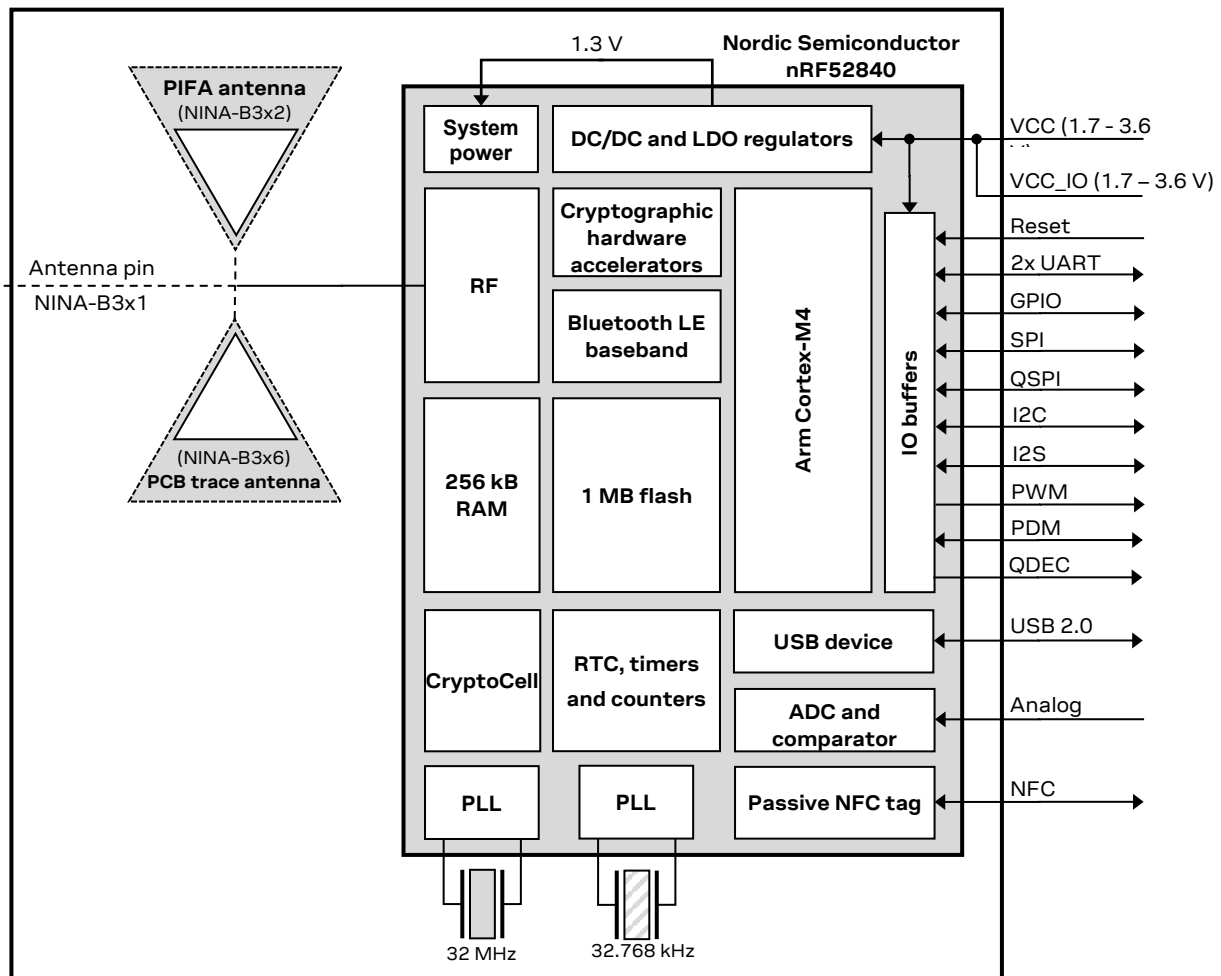 1.3 V
Nordic Semiconductor
nRF52840
PIFA antenna
(NINA-B3x2)
System
power
DC/DC and LDO regulators
VCC (1.7 - 3.6
VCC_IO (1.7 – 3.6 V)
Antenna pin
NINA-B3x1
RF
Cryptographic
hardware
accelerators
Bluetooth LE
baseband
Arm Cortex-M4
IO buffers
Reset
2x UART
GPIO
SPI
QSPI
I2C
I2S
PWM
PDM
QDEC
(NINA-B3x6)
PCB trace antenna
256 kB
RAM
1 MB flash
CryptoCell
RTC, timers
and counters
USB device
USB 2.0
ADC and
comparator
Analog
PLL
PLL
Passive NFC tag
NFC
32 MHz
32.768 kHz